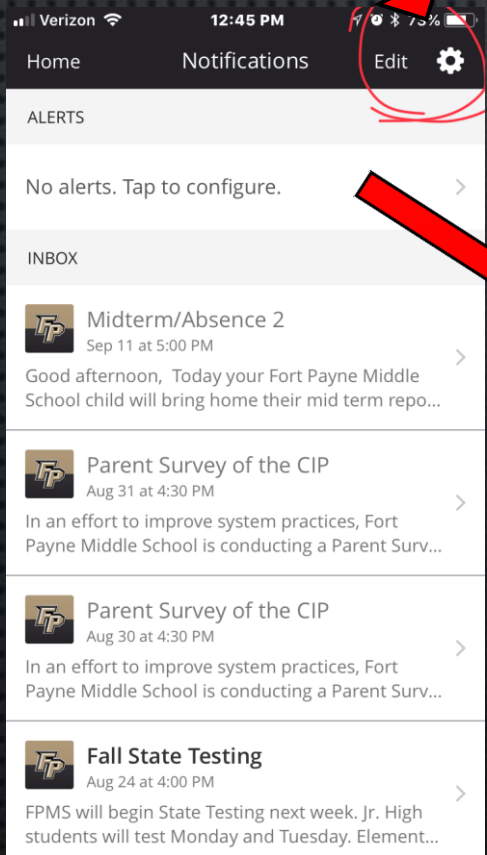 Verizon 12:45 PM 73%
Home Notifications Edit
ALERTS
No alerts. Tap to configure.
INBOX
FP Midterm/Absence 2
Sep 11 at 5:00 PM
Good afternoon, Today your Fort Payne Middle
School child will bring home their mid term repo...
FP Parent Survey of the CIP
Aug 31 at 4:30 PM
In an effort to improve system practices, Fort
Payne Middle School is conducting a Parent Surv...
FP Parent Survey of the CIP
Aug 30 at 4:30 PM
In an effort to improve system practices, Fort
Payne Middle School is conducting a Parent Surv...
FP Fall State Testing
Aug 24 at 4:00 PM
FPMS will begin State Testing next week. Jr. High
students will test Monday and Tuesday. Element...